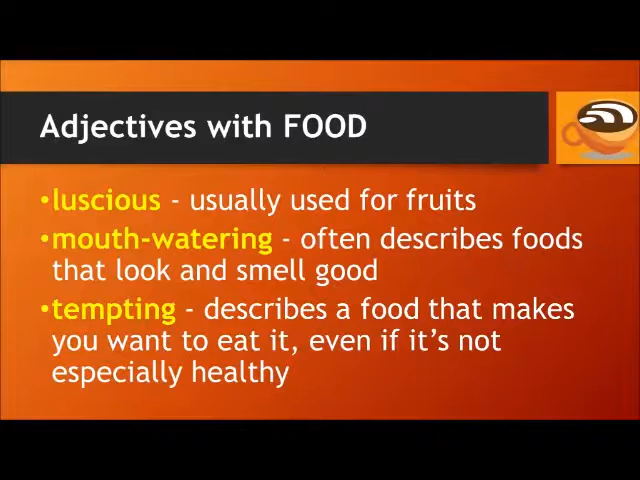 Adjectives with FOOD
•luscious - usually used for fruits
•mouth-watering - often describes foods
that look and smell good
•tempting - describes a food that makes
you want to eat it, even if it’s not
especially healthy